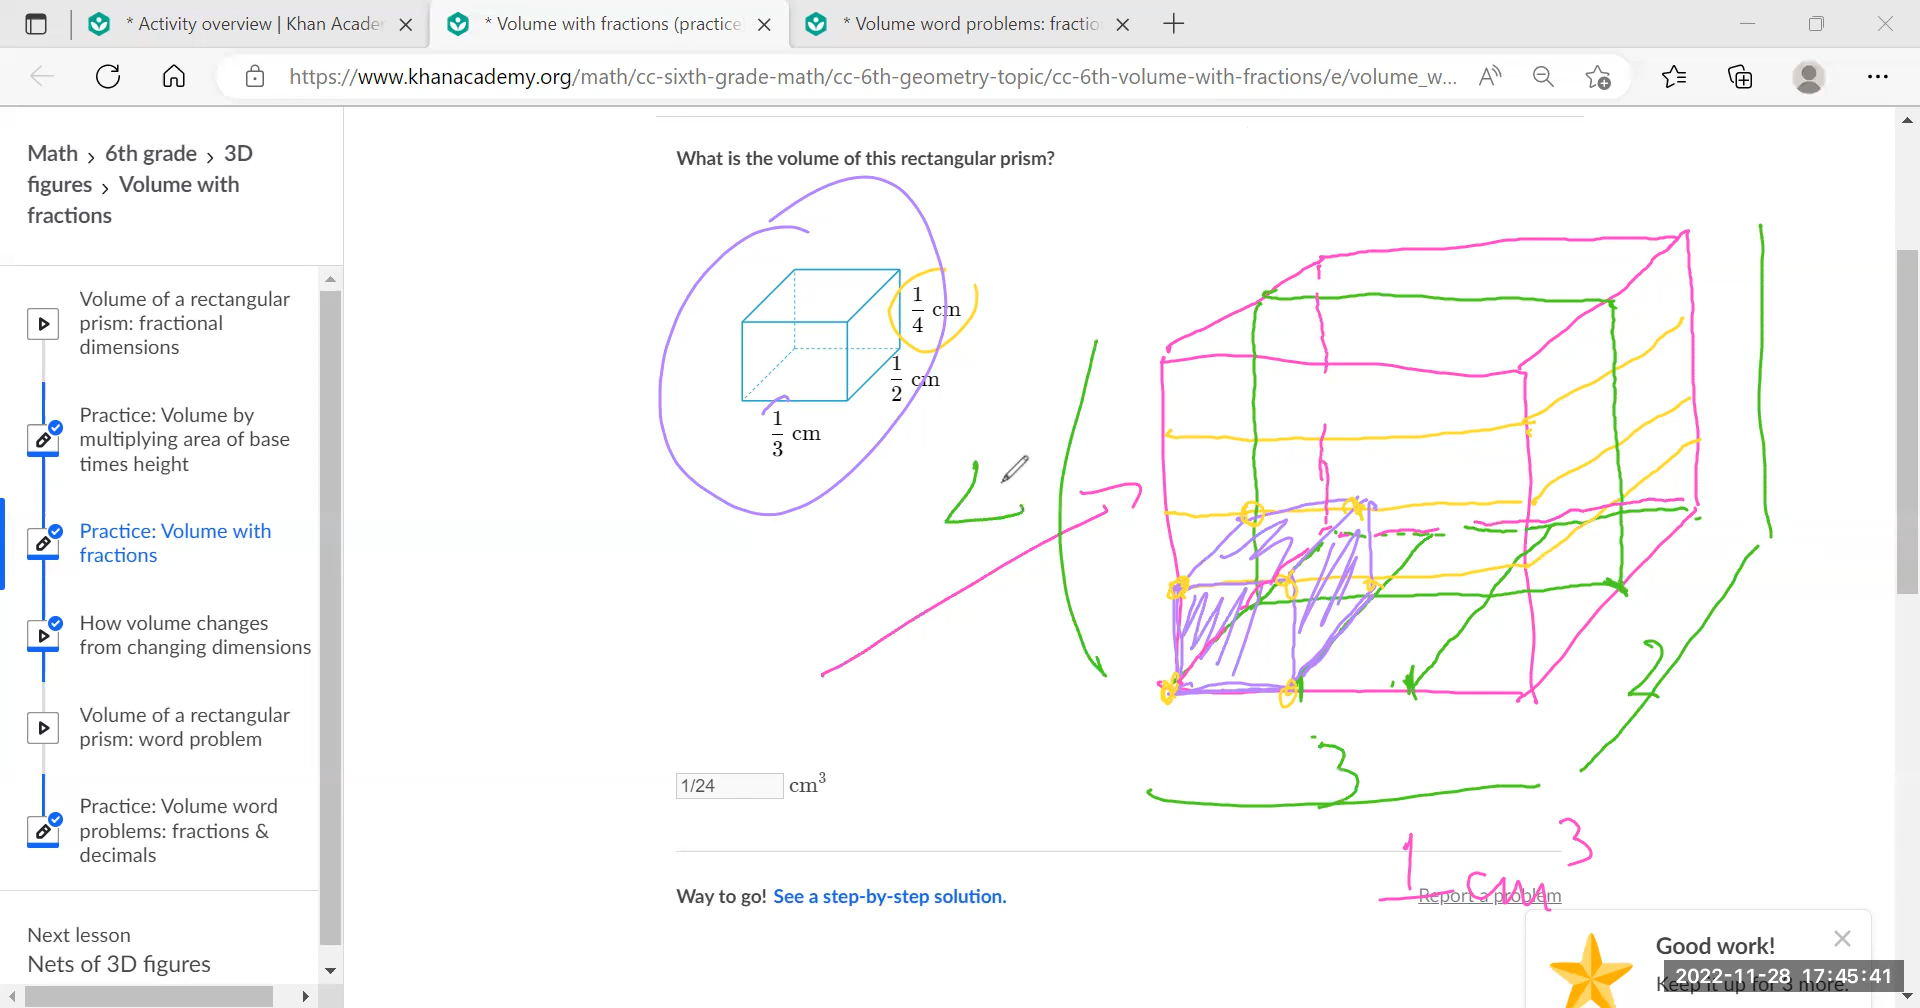 * Activity overview | Khan Acade
* Volume with fractions (practice
* Volume word problems: fractio
https://www.khanacademy.org/math/cc-sixth-grade-math/cc-6th-geometry-topic/cc-6th-volume-with-fractions/e/volume_w...
Math > 6th grade > 3D
figures > Volume with
fractions
Volume of a rectangular
prism: fractional
dimensions
Practice: Volume by
multiplying area of base
times height
Practice: Volume with
fractions
How volume changes
from changing dimensions
Volume of a rectangular
prism: word problem
Practice: Volume word
problems: fractions &
decimals
Next lesson
Nets of 3D figures
What is the volume of this rectangular prism?
1/4 cm
1/2 cm
1/3 cm
2
3
1 cm³
1/24 cm³
Way to go! See a step-by-step solution.
Report a problem
Good work!
Keep it up for 3 more.
2022-11-28 17:45:41